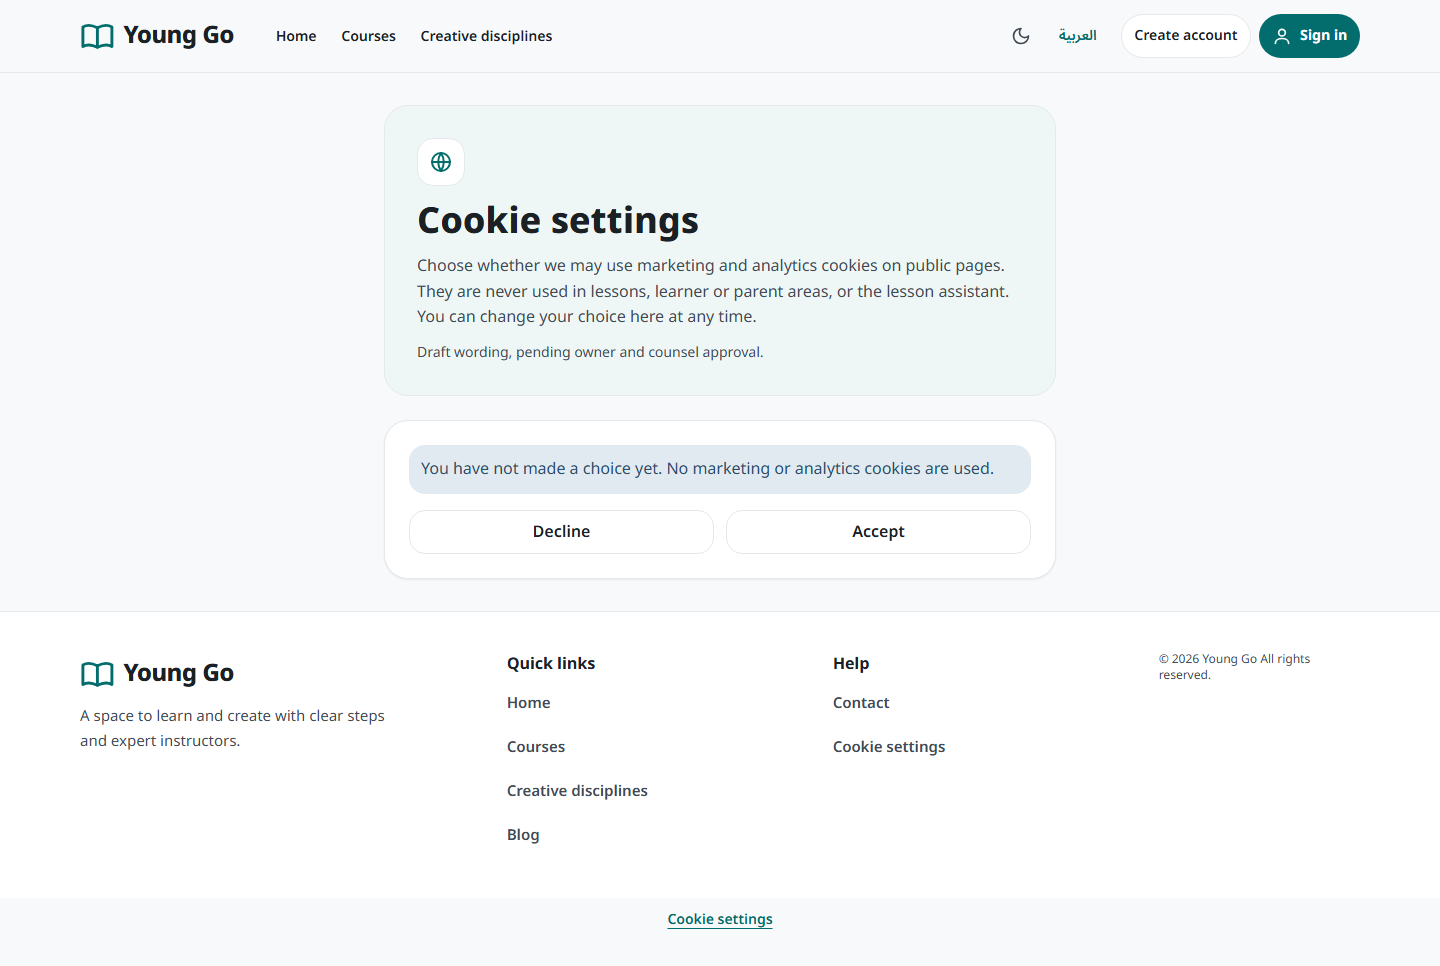 Young Go
Home
Courses
Creative disciplines
العربية
Create account
Sign in
Cookie settings
Choose whether we may use marketing and analytics cookies on public pages.
They are never used in lessons, learner or parent areas, or the lesson assistant.
You can change your choice here at any time.
Draft wording, pending owner and counsel approval.
You have not made a choice yet. No marketing or analytics cookies are used.
Decline
Accept
Young Go
A space to learn and create with clear steps
and expert instructors.
Quick links
Home
Courses
Creative disciplines
Blog
Help
Contact
Cookie settings
© 2026 Young Go All rights
reserved.
Cookie settings